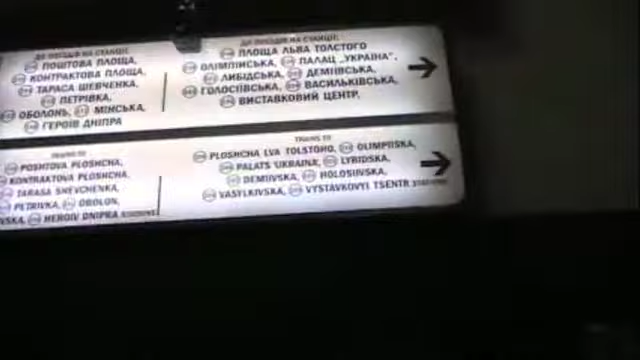 ДО ПОЇЗДІВ НА СТАНЦІЇ:
ПОШТОВА ПЛОЩА,
КОНТРАКТОВА ПЛОЩА,
ТАРАСА ШЕВЧЕНКА,
ПЕТРІВКА,
ОБОЛОНЬ, МІНСЬКА,
ГЕРОЇВ ДНІПРА
ДО ПОЇЗДІВ НА СТАНЦІЇ:
ПЛОЩА ЛЬВА ТОЛСТОГО
ОЛІМПІЙСЬКА, ПАЛАЦ „УКРАЇНА",
ЛИБІДСЬКА, ДЕМІЇВСЬКА,
ГОЛОСІЇВСЬКА, ВАСИЛЬКІВСЬКА,
ВИСТАВКОВИЙ ЦЕНТР,
TRAINS TO
POSHTOVA PLOSHCHA,
KONTRAKTOVA PLOSHCHA,
TARASA SHEVCHENKA,
PETRIVKA, OBOLON,
HEROIV DNIPRA STATIONS
TRAINS TO
PLOSHCHA LVA TOLSTOHO, OLIMPIISKA,
PALATS UKRAINA, LYBIDSKA,
DEMIIVSKA, HOLOSIIVSKA,
VASYLKIVSKA, VYSTAVKOVYI TSENTR STATIONS